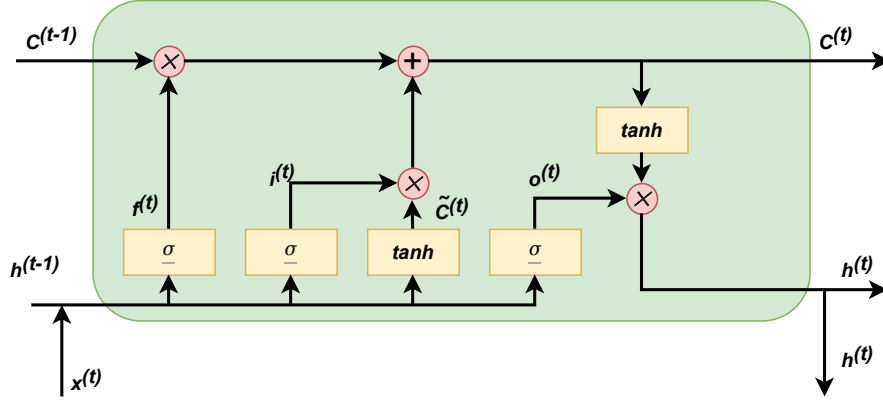 C(t-1)
C(t)
× +
tanh
i(t)
o(t)
×
×
f(t)
C̃(t)
h(t-1)
σ
σ
tanh
σ
h(t)
h(t)
x(t)